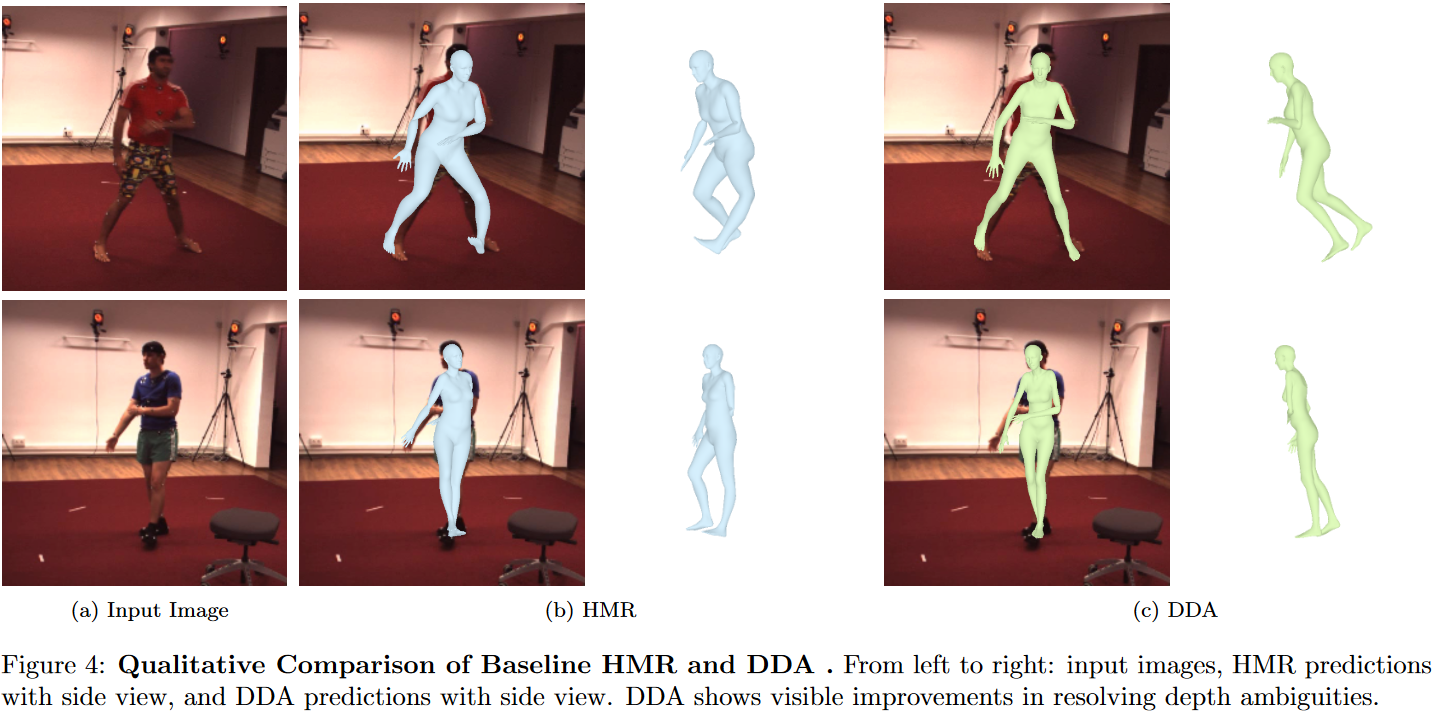 (a) Input Image
(b) HMR
(c) DDA
Figure 4: Qualitative Comparison of Baseline HMR and DDA . From left to right: input images, HMR predictions
with side view, and DDA predictions with side view. DDA shows visible improvements in resolving depth ambiguities.